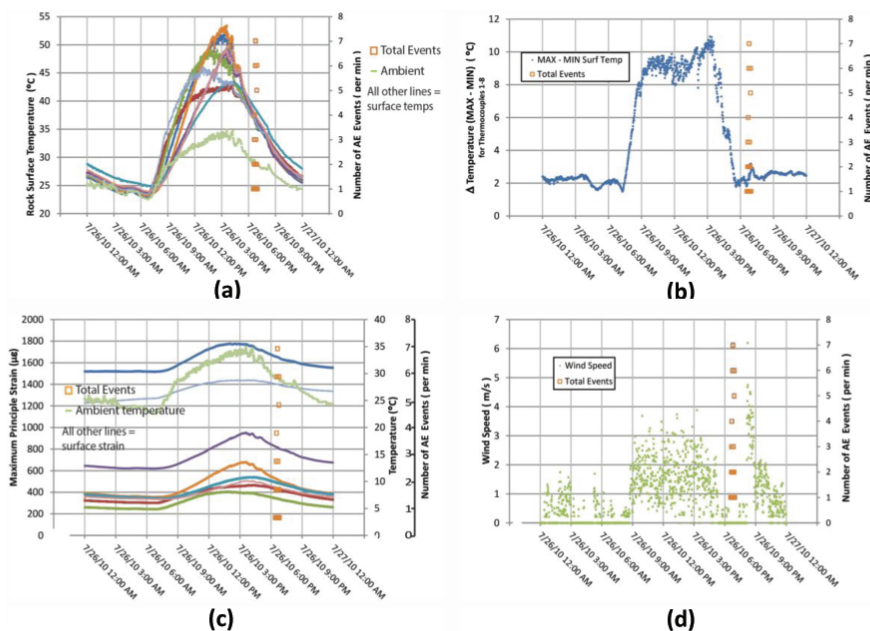 55
50
45
40
35
30
25
20
Rock Surface Temperature (°C)
8
7
6
5
4
3
2
1
0
Number of AE Events ( per min )
Total Events
Ambient
All other lines =
surface temps
7/26/10 12:00 AM
7/26/10 3:00 AM
7/26/10 6:00 AM
7/26/10 9:00 AM
7/26/10 12:00 PM
7/26/10 3:00 PM
7/26/10 6:00 PM
7/26/10 9:00 PM
7/27/10 12:00 AM
(a)
12
10
8
6
4
2
0
Δ Temperature (MAX - MIN) (°C)
for Thermocouples 1-8
MAX - MIN Surf Temp
Total Events
8
7
6
5
4
3
2
1
0
Number of AE Events ( per min )
7/26/10 12:00 AM
7/26/10 3:00 AM
7/26/10 6:00 AM
7/26/10 9:00 AM
7/26/10 12:00 PM
7/26/10 3:00 PM
7/26/10 6:00 PM
7/26/10 9:00 PM
7/27/10 12:00 AM
(b)
2000
1800
1600
1400
1200
1000
800
600
400
200
0
Maximum Principle Strain (µε)
Total Events
Ambient temperature
All other lines =
surface strain
40
35
30
25
20
15
10
5
0
Temperature (°C)
8
7
6
5
4
3
2
1
0
Number of AE Events ( per min )
7/26/10 12:00 AM
7/26/10 3:00 AM
7/26/10 6:00 AM
7/26/10 9:00 AM
7/26/10 12:00 PM
7/26/10 3:00 PM
7/26/10 6:00 PM
7/26/10 9:00 PM
7/27/10 12:00 AM
(c)
7
6
5
4
3
2
1
0
Wind Speed (m/s)
Wind Speed
Total Events
8
7
6
5
4
3
2
1
0
Number of AE Events ( per min )
7/26/10 12:00 AM
7/26/10 3:00 AM
7/26/10 6:00 AM
7/26/10 9:00 AM
7/26/10 12:00 PM
7/26/10 3:00 PM
7/26/10 6:00 PM
7/26/10 9:00 PM
7/27/10 12:00 AM
(d)